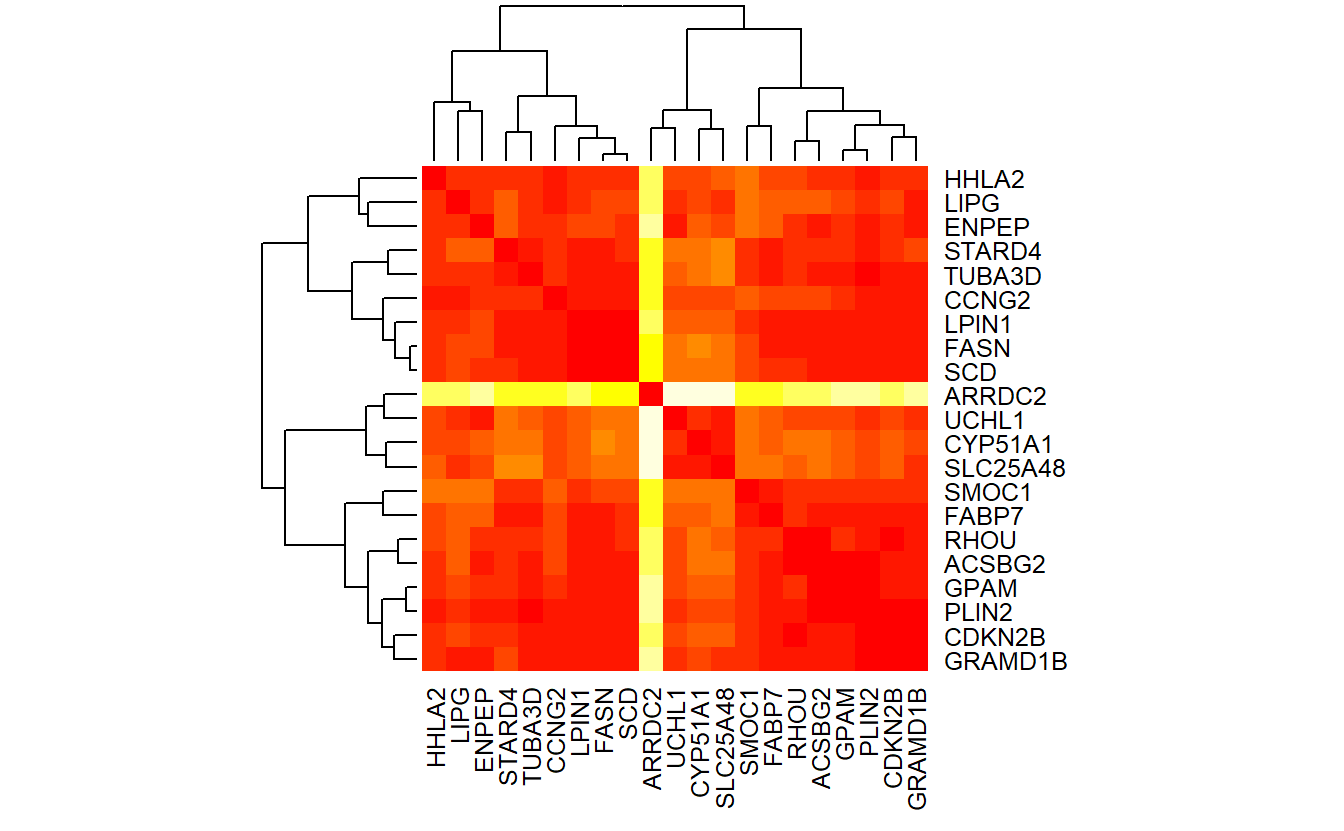 HHLA2
LIPG
ENPEP
STARD4
TUBA3D
CCNG2
LPIN1
FASN
SCD
ARRDC2
UCHL1
CYP51A1
SLC25A48
SMOC1
FABP7
RHOU
ACSBG2
GPAM
PLIN2
CDKN2B
GRAMD1B
HHLA2
LIPG
ENPEP
STARD4
TUBA3D
CCNG2
LPIN1
FASN
SCD
ARRDC2
UCHL1
CYP51A1
SLC25A48
SMOC1
FABP7
RHOU
ACSBG2
GPAM
PLIN2
CDKN2B
GRAMD1B